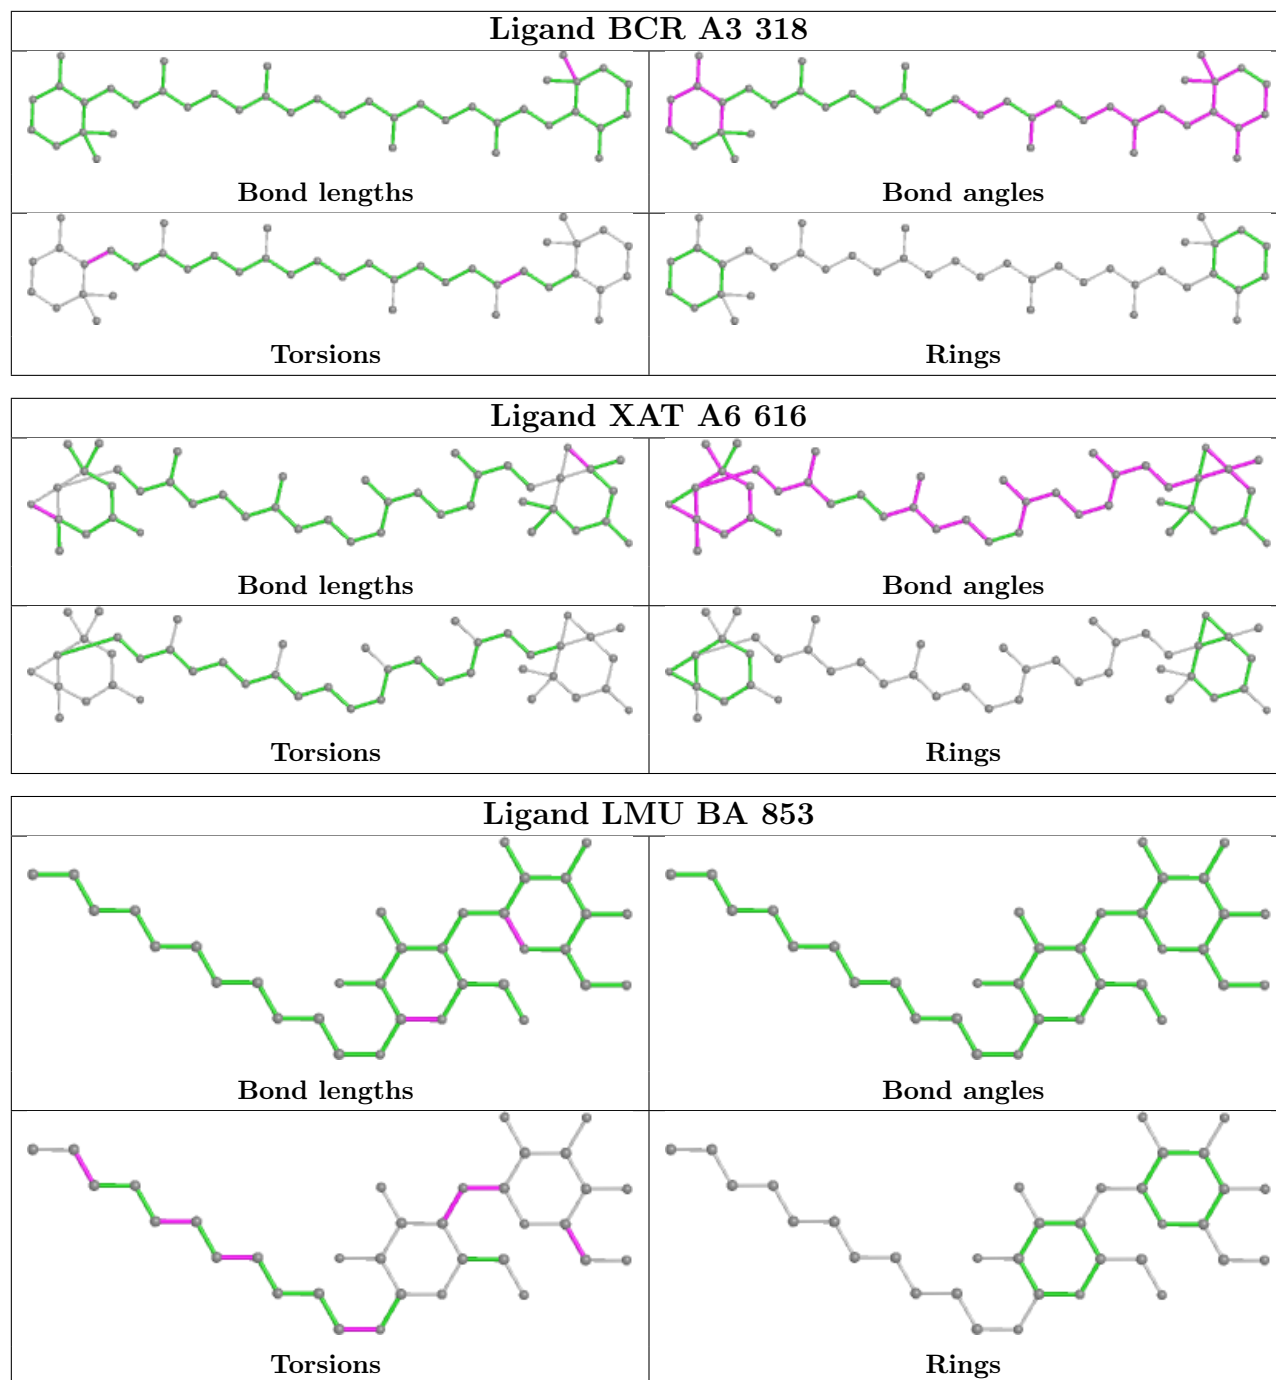 Ligand BCR A3 318
Bond lengths
Bond angles
Torsions
Rings
Ligand XAT A6 616
Bond lengths
Bond angles
Torsions
Rings
Ligand LMU BA 853
Bond lengths
Bond angles
Torsions
Rings